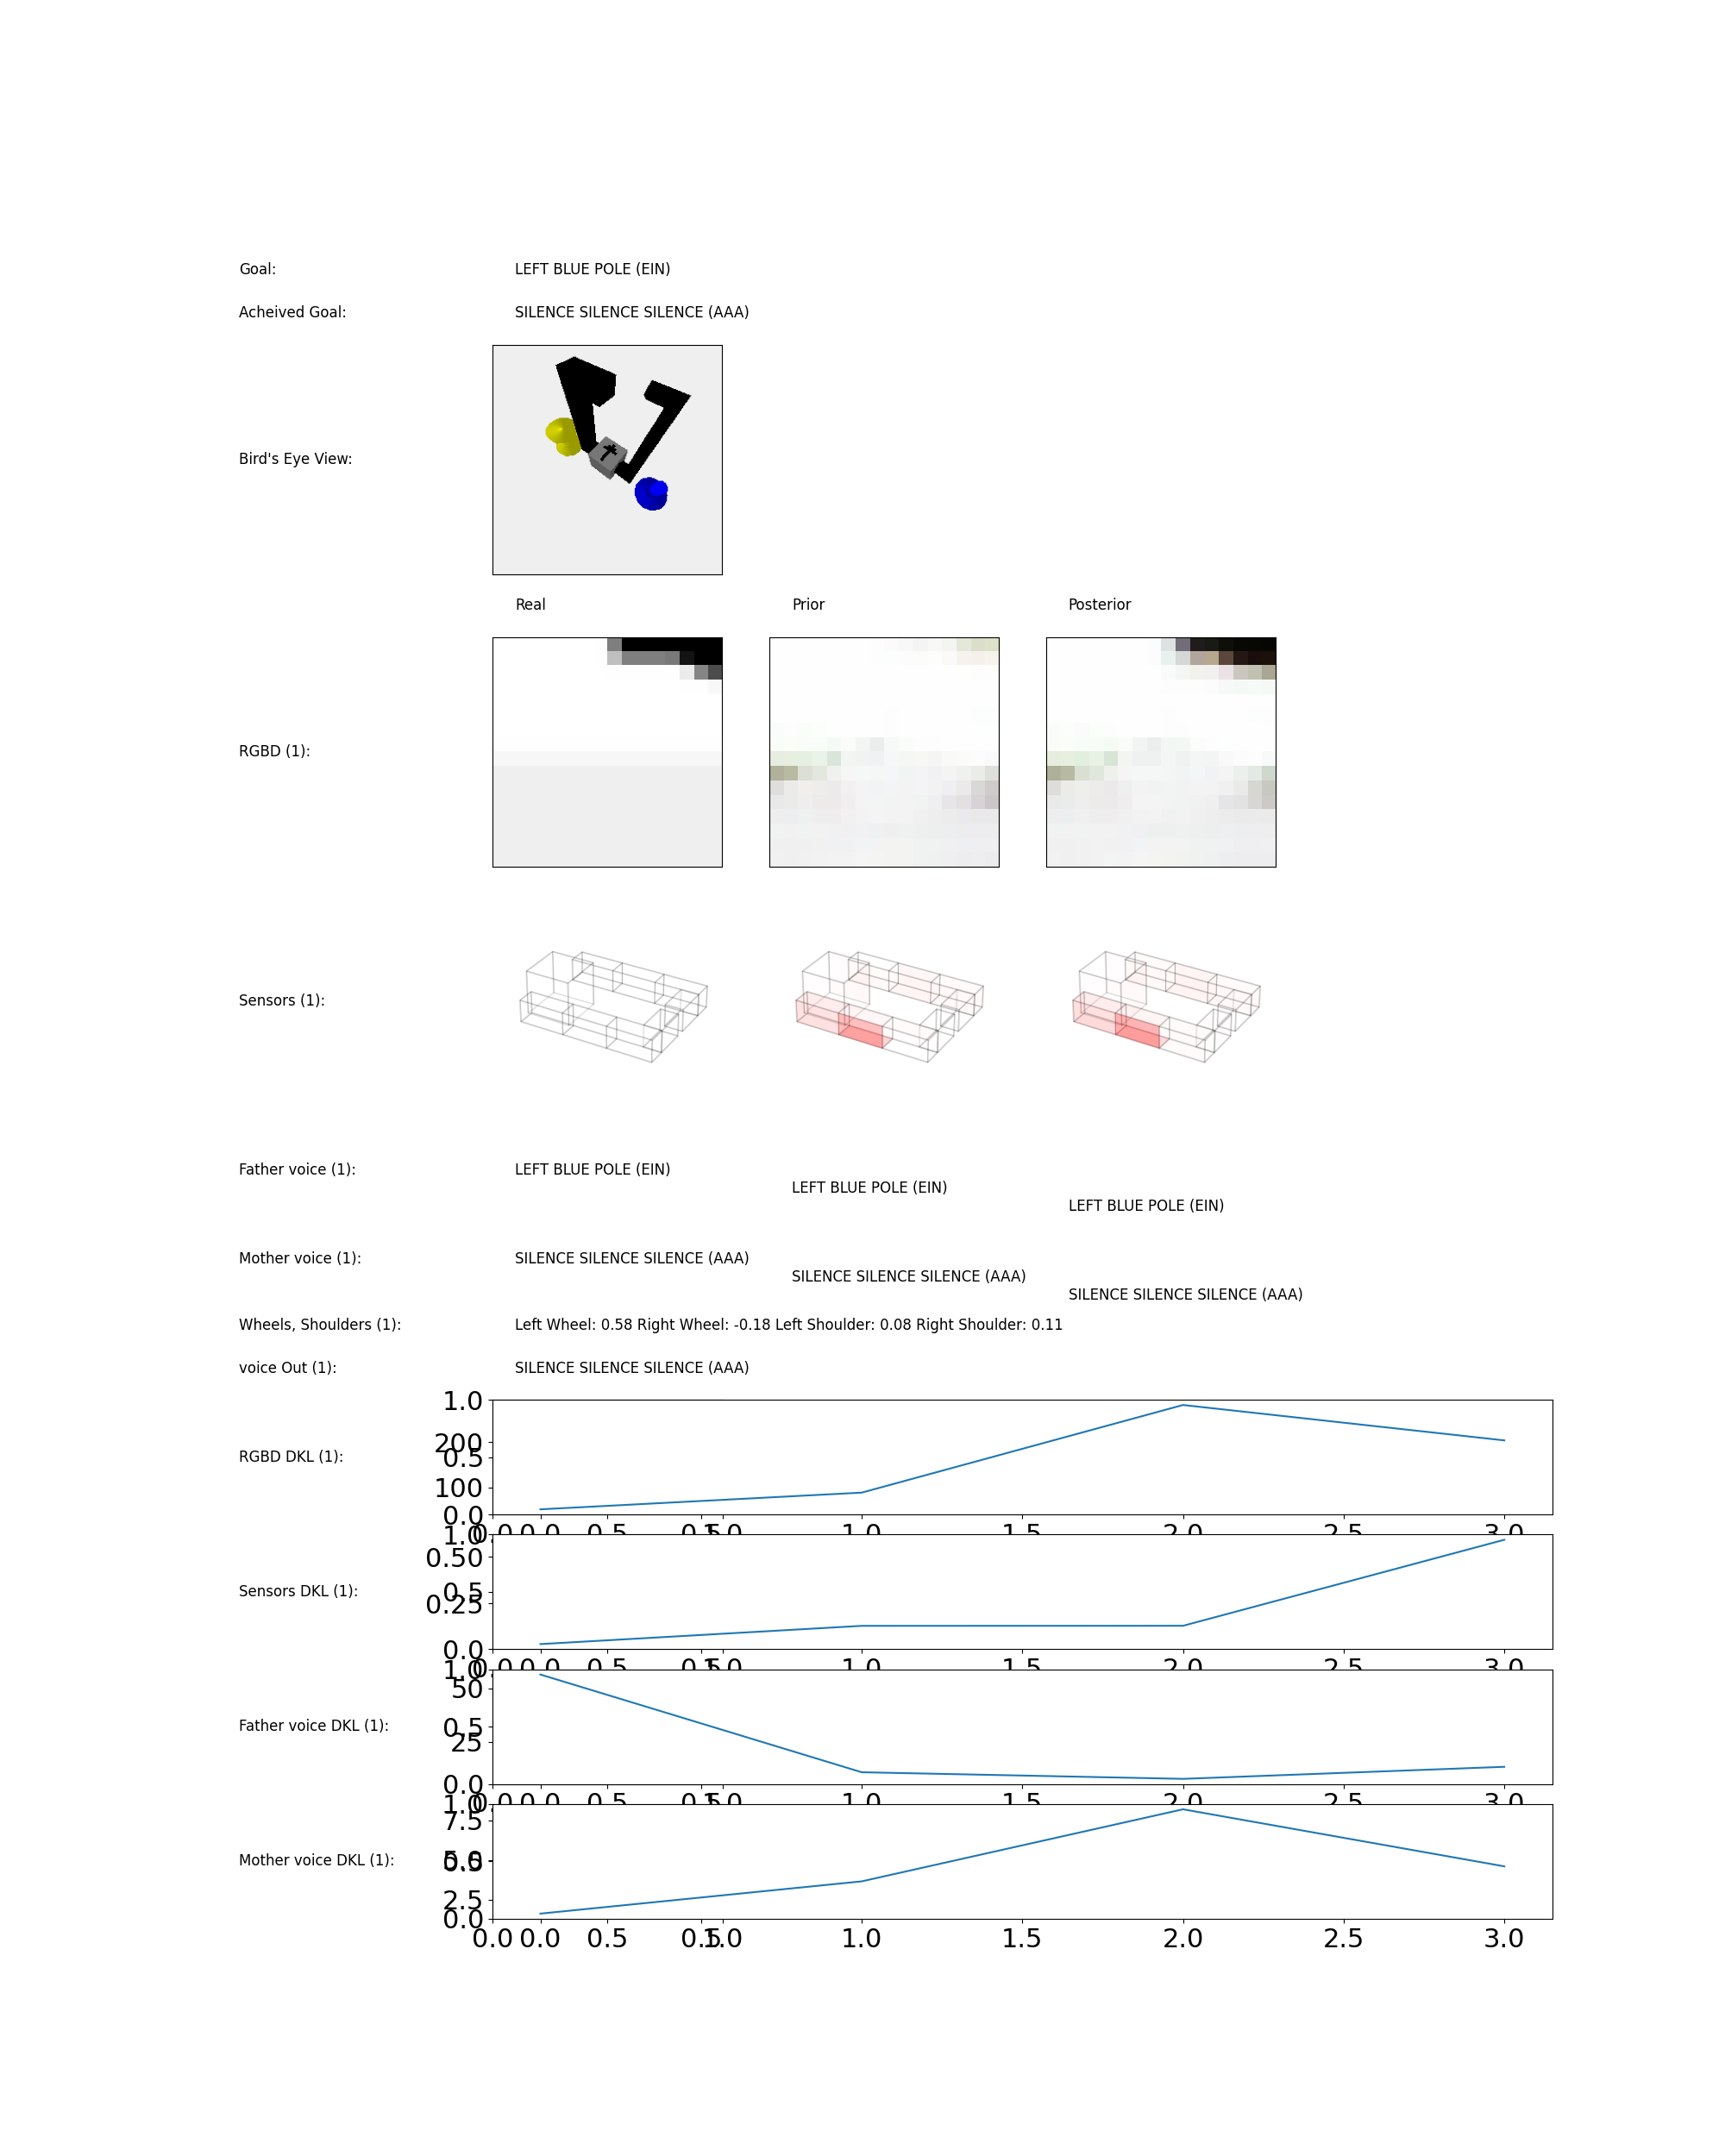 Goal: LEFT BLUE POLE (EIN)
Acheived Goal: SILENCE SILENCE SILENCE (AAA)
Bird's Eye View:
Real Prior Posterior
RGBD (1):
Sensors (1):
Father voice (1): LEFT BLUE POLE (EIN)
LEFT BLUE POLE (EIN)
LEFT BLUE POLE (EIN)
Mother voice (1): SILENCE SILENCE SILENCE (AAA)
SILENCE SILENCE SILENCE (AAA)
SILENCE SILENCE SILENCE (AAA)
Wheels, Shoulders (1): Left Wheel: 0.58 Right Wheel: -0.18 Left Shoulder: 0.08 Right Shoulder: 0.11
voice Out (1): SILENCE SILENCE SILENCE (AAA)
1.0
200
RGBD DKL (1): 0.5
100
0.0
0.0 0.0 0.5 0.5 1.0 1.0 1.5 2.0 2.5 3.0
1.0
0.50
Sensors DKL (1): 0.5
0.25
0.0
0.0 0.0 0.5 0.5 1.0 1.0 1.5 2.0 2.5 3.0
1.0
50
Father voice DKL (1): 0.5
25
0.0
0.0 0.0 0.5 0.5 1.0 1.0 1.5 2.0 2.5 3.0
1.0
7.5
Mother voice DKL (1): 5.0 0.5
2.5
0.0
0.0 0.0 0.5 0.5 1.0 1.0 1.5 2.0 2.5 3.0